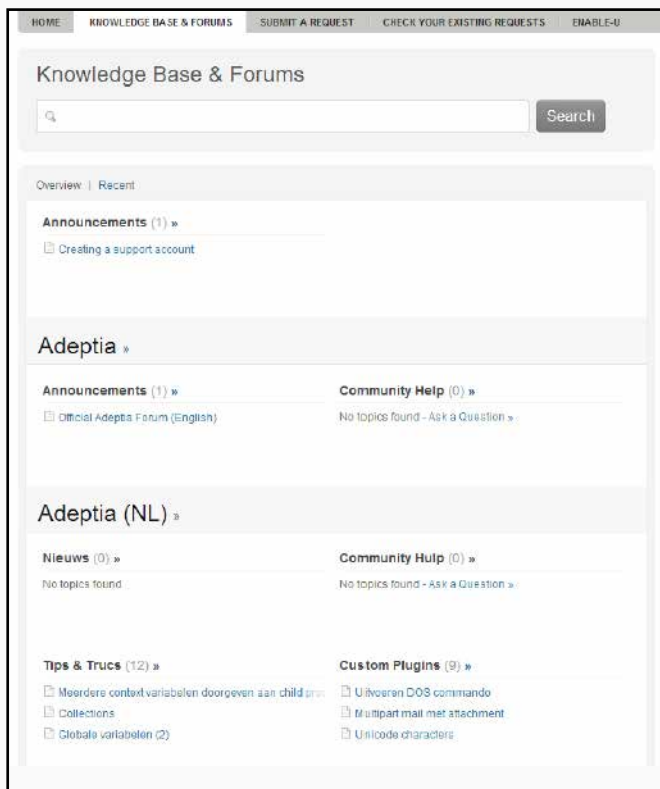 HOME KNOWLEDGE BASE & FORUMS SUBMIT A REQUEST CHECK YOUR EXISTING REQUESTS ENABLE-U
Knowledge Base & Forums
Search
Overview | Recent
Announcements (1) »
Creating a support account
Adeptia »
Announcements (1) » Community Help (0) »
Official Adeptia Forum (English) No topics found - Ask a Question »
Adeptia (NL) »
Nieuws (0) » Community Hulp (0) »
No topics found No topics found - Ask a Question »
Tips & Trucs (12) » Custom Plugins (9) »
Meerdere context variabelen doorgeven aan child Uitvoeren DOS commando
Collections Multipart mail met attachment
Globale variabelen (2) Unicode characters